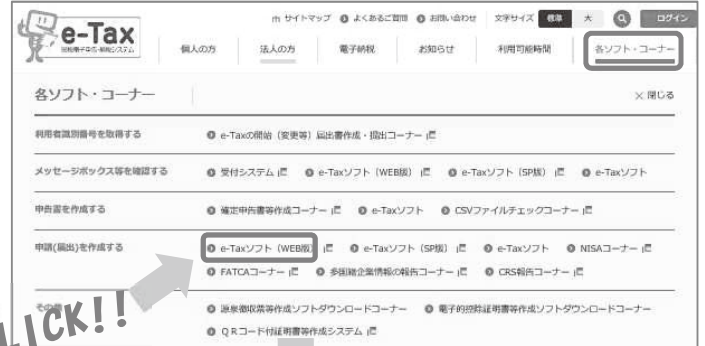 サイトマップ よくあるご質問 お問い合わせ 文字サイズ 標準 大 ログイン
e-Tax
国税電子申告・納税システム
個人の方 法人の方 電子納税 お知らせ 利用可能時間 各ソフト・コーナー
各ソフト・コーナー × 閉じる
利用者識別番号を取得する e-Taxの開始（変更等）届出書作成・提出コーナー
メッセージボックス等を確認する 受付システム e-Taxソフト（WEB版） e-Taxソフト（SP版） e-Taxソフト
申告書を作成する 確定申告書等作成コーナー e-Taxソフト CSVファイルチェックコーナー
申請(届出)を作成する e-Taxソフト（WEB版） e-Taxソフト（SP版） e-Taxソフト NISAコーナー
FATCAコーナー 多国籍企業情報の報告コーナー CRS報告コーナー
その他 源泉徴収票等作成ソフトダウンロードコーナー 電子的控除証明書等作成ソフトダウンロードコーナー
QRコード付証明書等作成システム
LICK!!